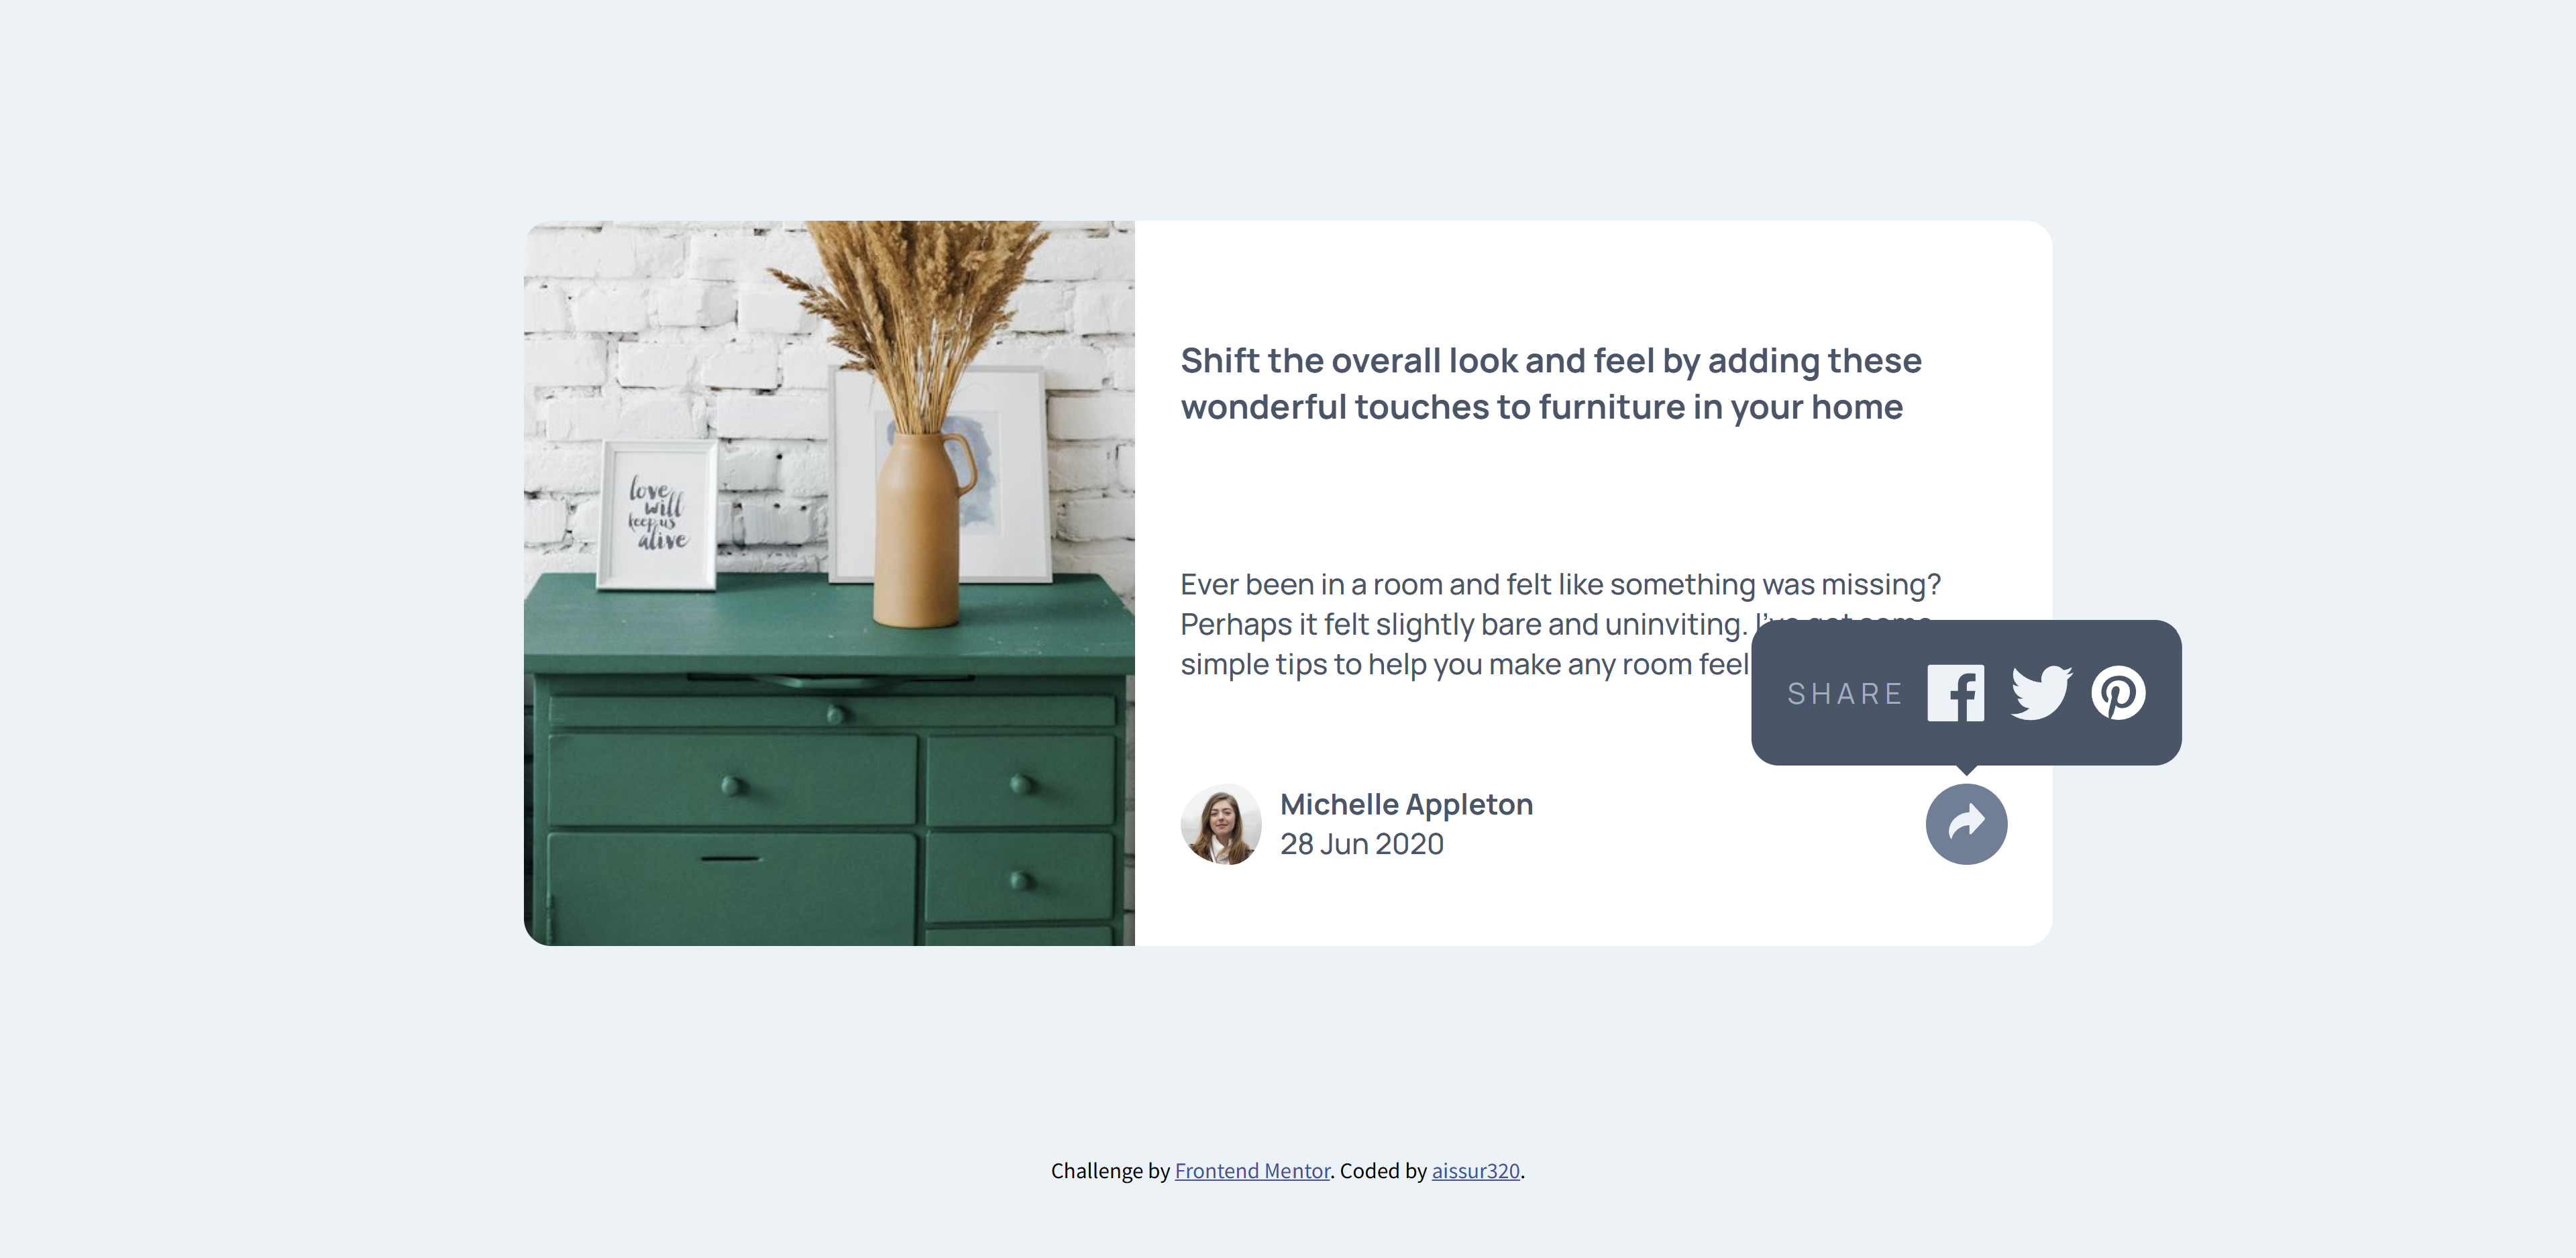 love
will
keep us
alive
Shift the overall look and feel by adding these
wonderful touches to furniture in your home
Ever been in a room and felt like something was missing?
Perhaps it felt slightly bare and uninviting. I've got some
simple tips to help you make any room feel
SHARE
Michelle Appleton
28 Jun 2020
Challenge by Frontend Mentor. Coded by aissur320.